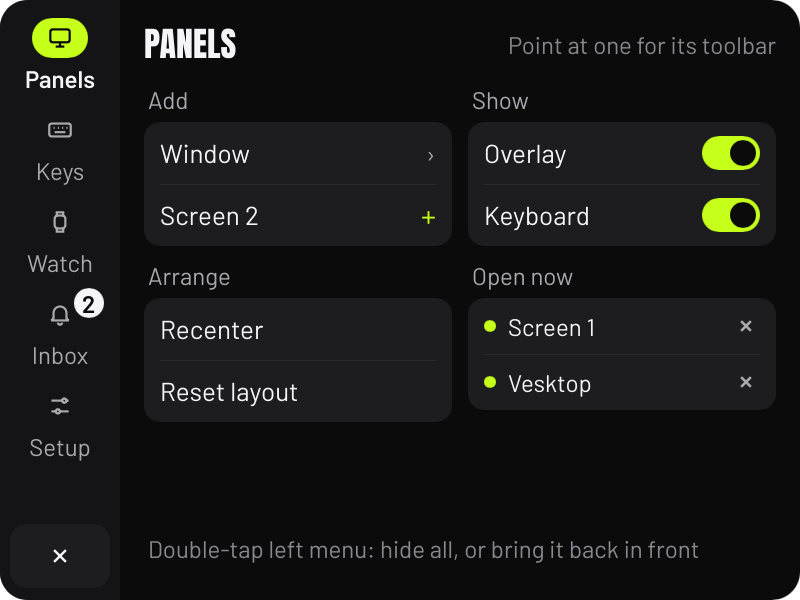 Panels
Keys
Watch
2
Inbox
Setup
PANELS
Point at one for its toolbar
Add
Window
Screen 2
Show
Overlay
Keyboard
Arrange
Recenter
Reset layout
Open now
Screen 1
Vesktop
Double-tap left menu: hide all, or bring it back in front